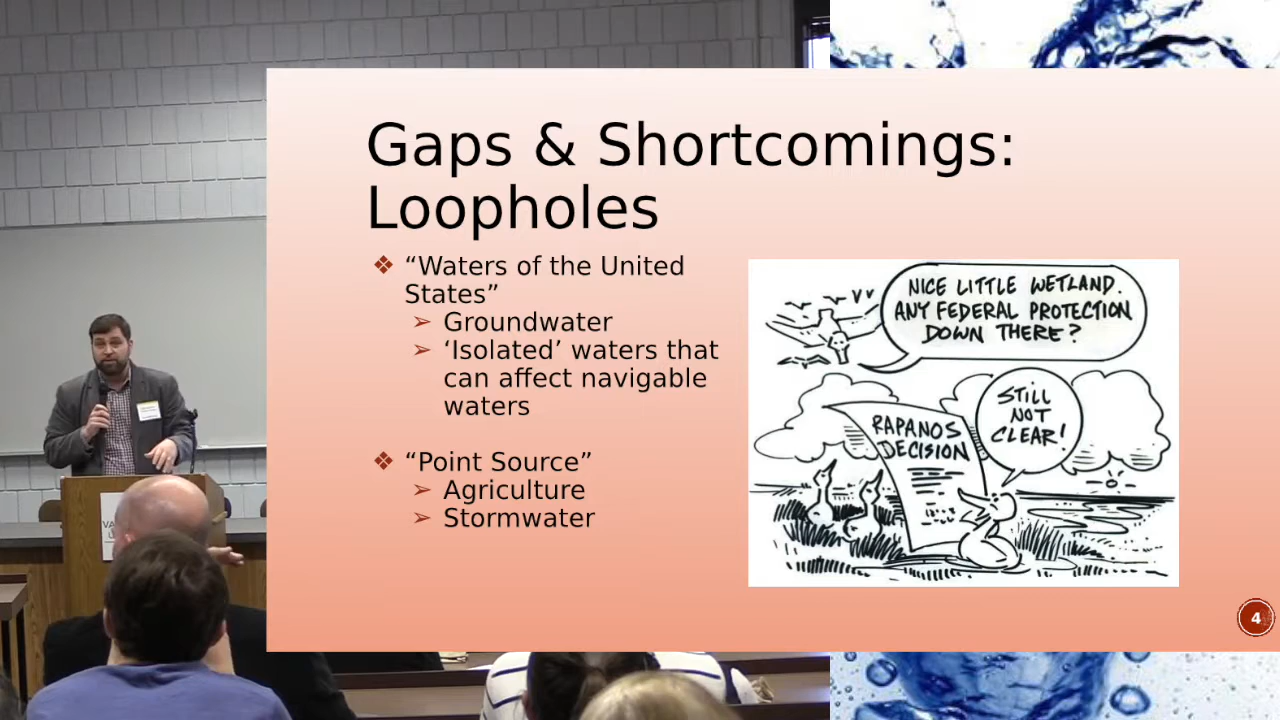 Gaps & Shortcomings:
Loopholes
❖ “Waters of the United
States”
➢ Groundwater
➢ ‘Isolated’ waters that
can affect navigable
waters
❖ “Point Source”
➢ Agriculture
➢ Stormwater
NICE LITTLE WETLAND.
ANY FEDERAL PROTECTION
DOWN THERE?
STILL
NOT
CLEAR!
RAPANOS
DECISION
4